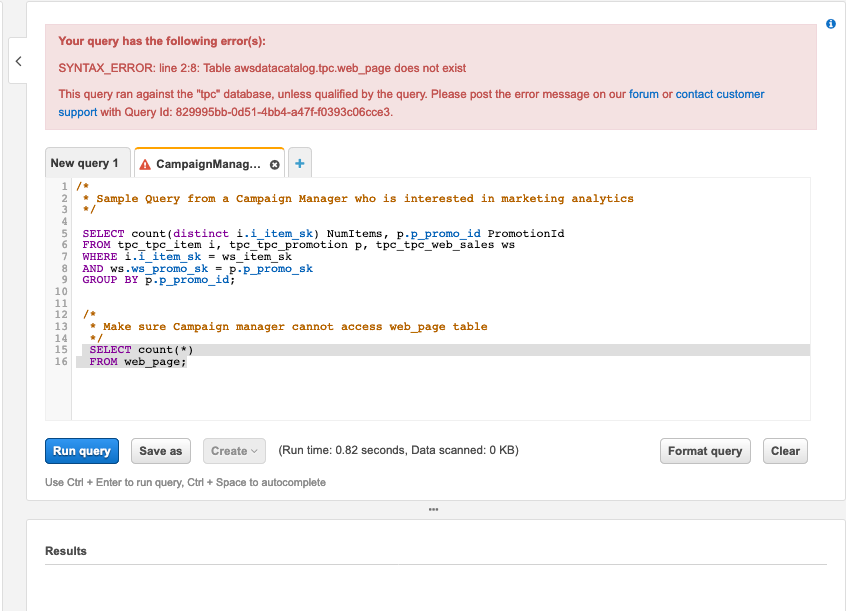 Your query has the following error(s):
SYNTAX_ERROR: line 2:8: Table awsdatacatalog.tpc.web_page does not exist
This query ran against the "tpc" database, unless qualified by the query. Please post the error message on our forum or contact customer
support with Query Id: 829995bb-0d51-4bb4-a47f-f0393c06cce3.
New query 1
CampaignManag...
+
1 /*
2 * Sample Query from a Campaign Manager who is interested in marketing analytics
3 */
4
5 SELECT count(distinct i.i_item_sk) NumItems, p.p_promo_id PromotionId
6 FROM tpc_tpc_item i, tpc_tpc_promotion p, tpc_tpc_web_sales ws
7 WHERE i.i_item_sk = ws_item_sk
8 AND ws.ws_promo_sk = p.p_promo_sk
9 GROUP BY p.p_promo_id;
10
11
12 /*
13 * Make sure Campaign manager cannot access web_page table
14 */
15 SELECT count(*)
16 FROM web_page;
Run query Save as Create (Run time: 0.82 seconds, Data scanned: 0 KB) Format query Clear
Use Ctrl + Enter to run query, Ctrl + Space to autocomplete
Results